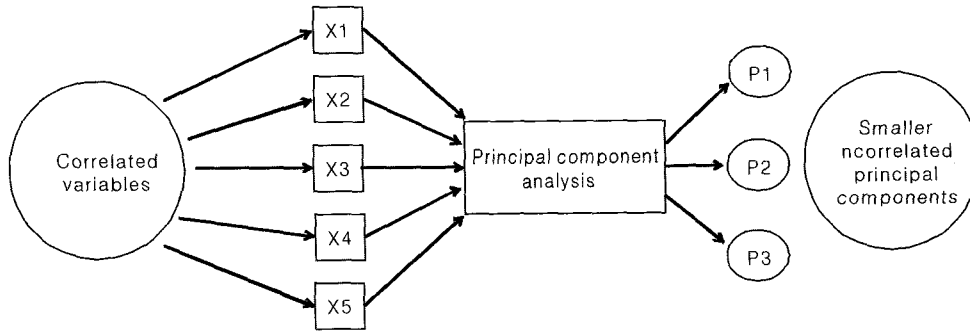 Correlated
variables
X1
X2
X3
X4
X5
Principal component
analysis
P1
P2
P3
Smaller
ncorrelated
principal
components